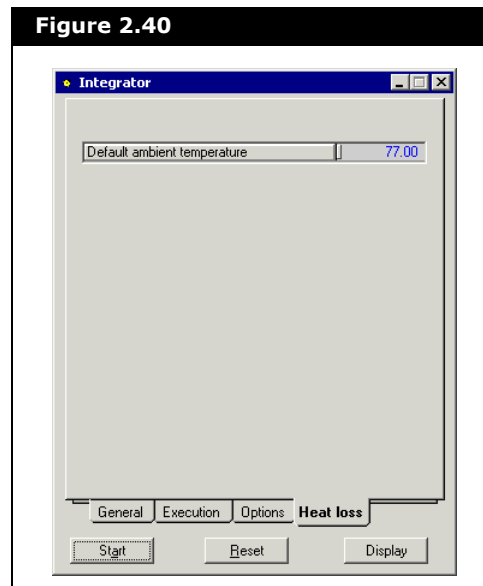 Figure 2.40
Integrator
Default ambient temperature 77.00
General Execution Options Heat loss
Start Reset Display